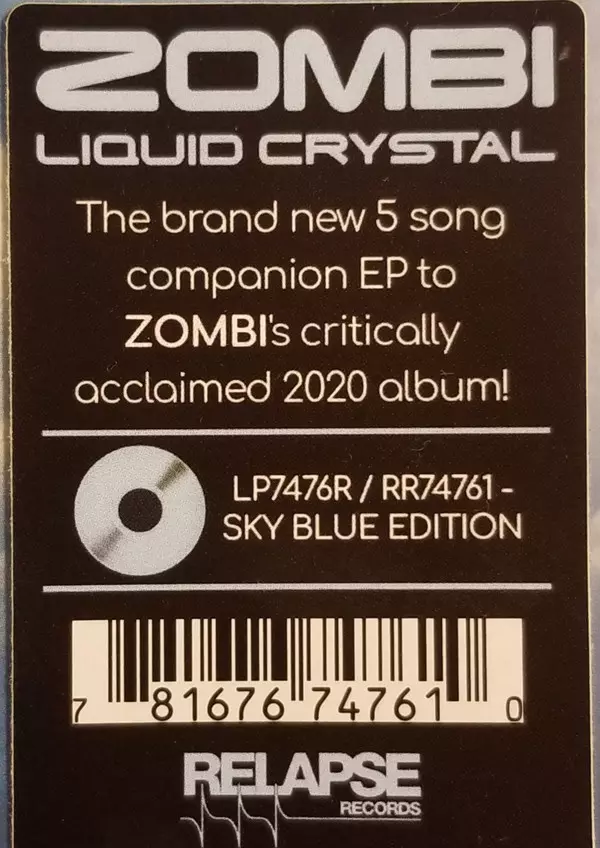 ZOMBI
LIQUID CRYSTAL
The brand new 5 song
companion EP to
ZOMBI's critically
acclaimed 2020 album!
LP7476R / RR74761 -
SKY BLUE EDITION
7 81676 74761 0
RELAPSE
RECORDS